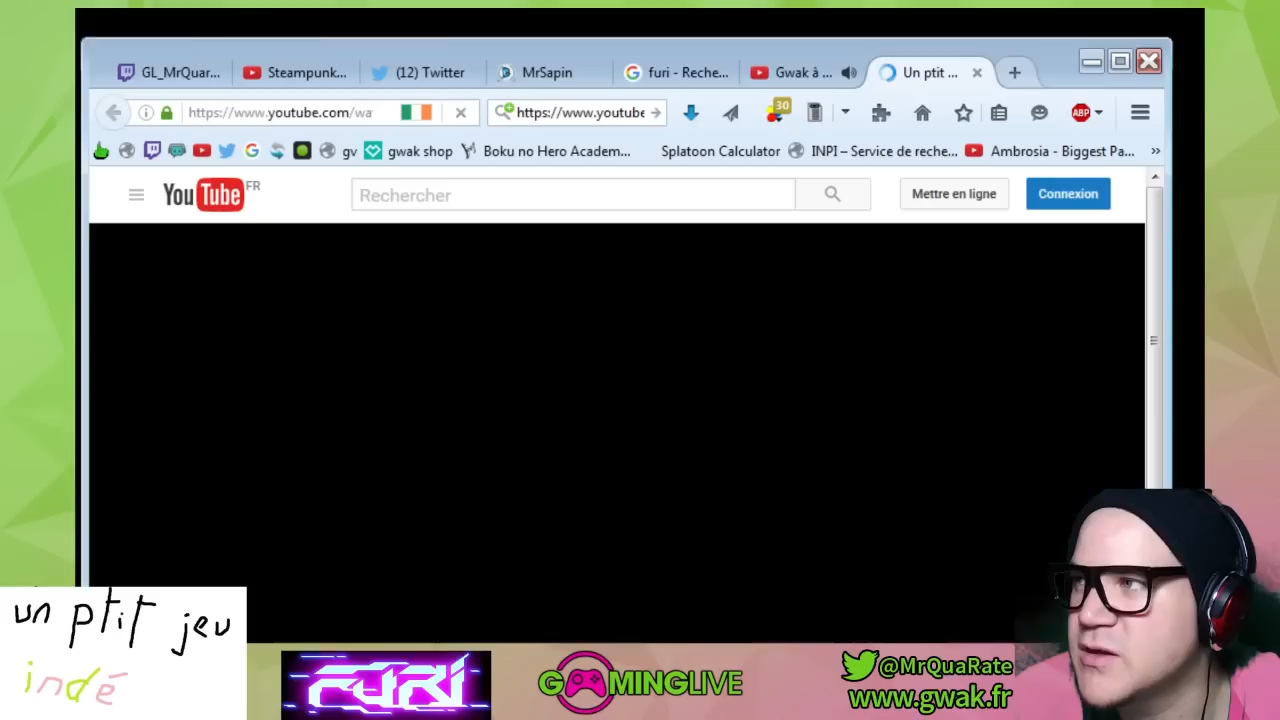 GL_MrQuar...
Steampunk...
(12) Twitter
MrSapin
furi - Reche...
Gwak à ...
Un ptit ...
https://www.youtube.com/wa
https://www.youtube
30
ABP
gv
gwak shop
Boku no Hero Academ...
Splatoon Calculator
INPI – Service de reche...
Ambrosia - Biggest Pa...
YouTube FR
Rechercher
Mettre en ligne
Connexion
un ptit jeu
indé
FURI
GAMINGLIVE
@MrQuaRate
www.gwak.fr